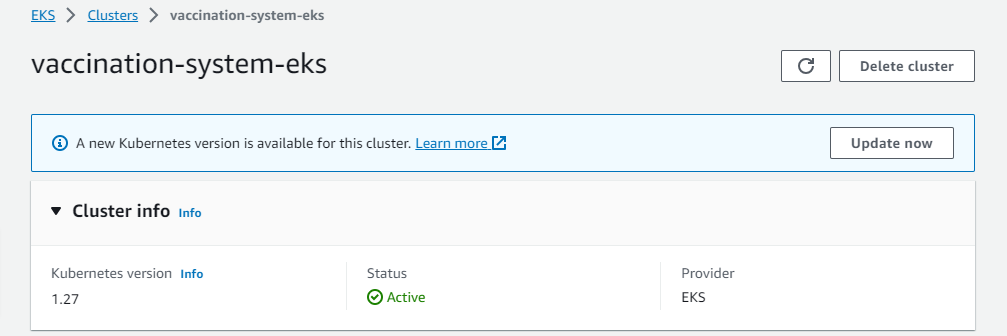 EKS > Clusters > vaccination-system-eks
vaccination-system-eks
Delete cluster
A new Kubernetes version is available for this cluster. Learn more
Update now
Cluster info Info
Kubernetes version Info
1.27
Status
Active
Provider
EKS